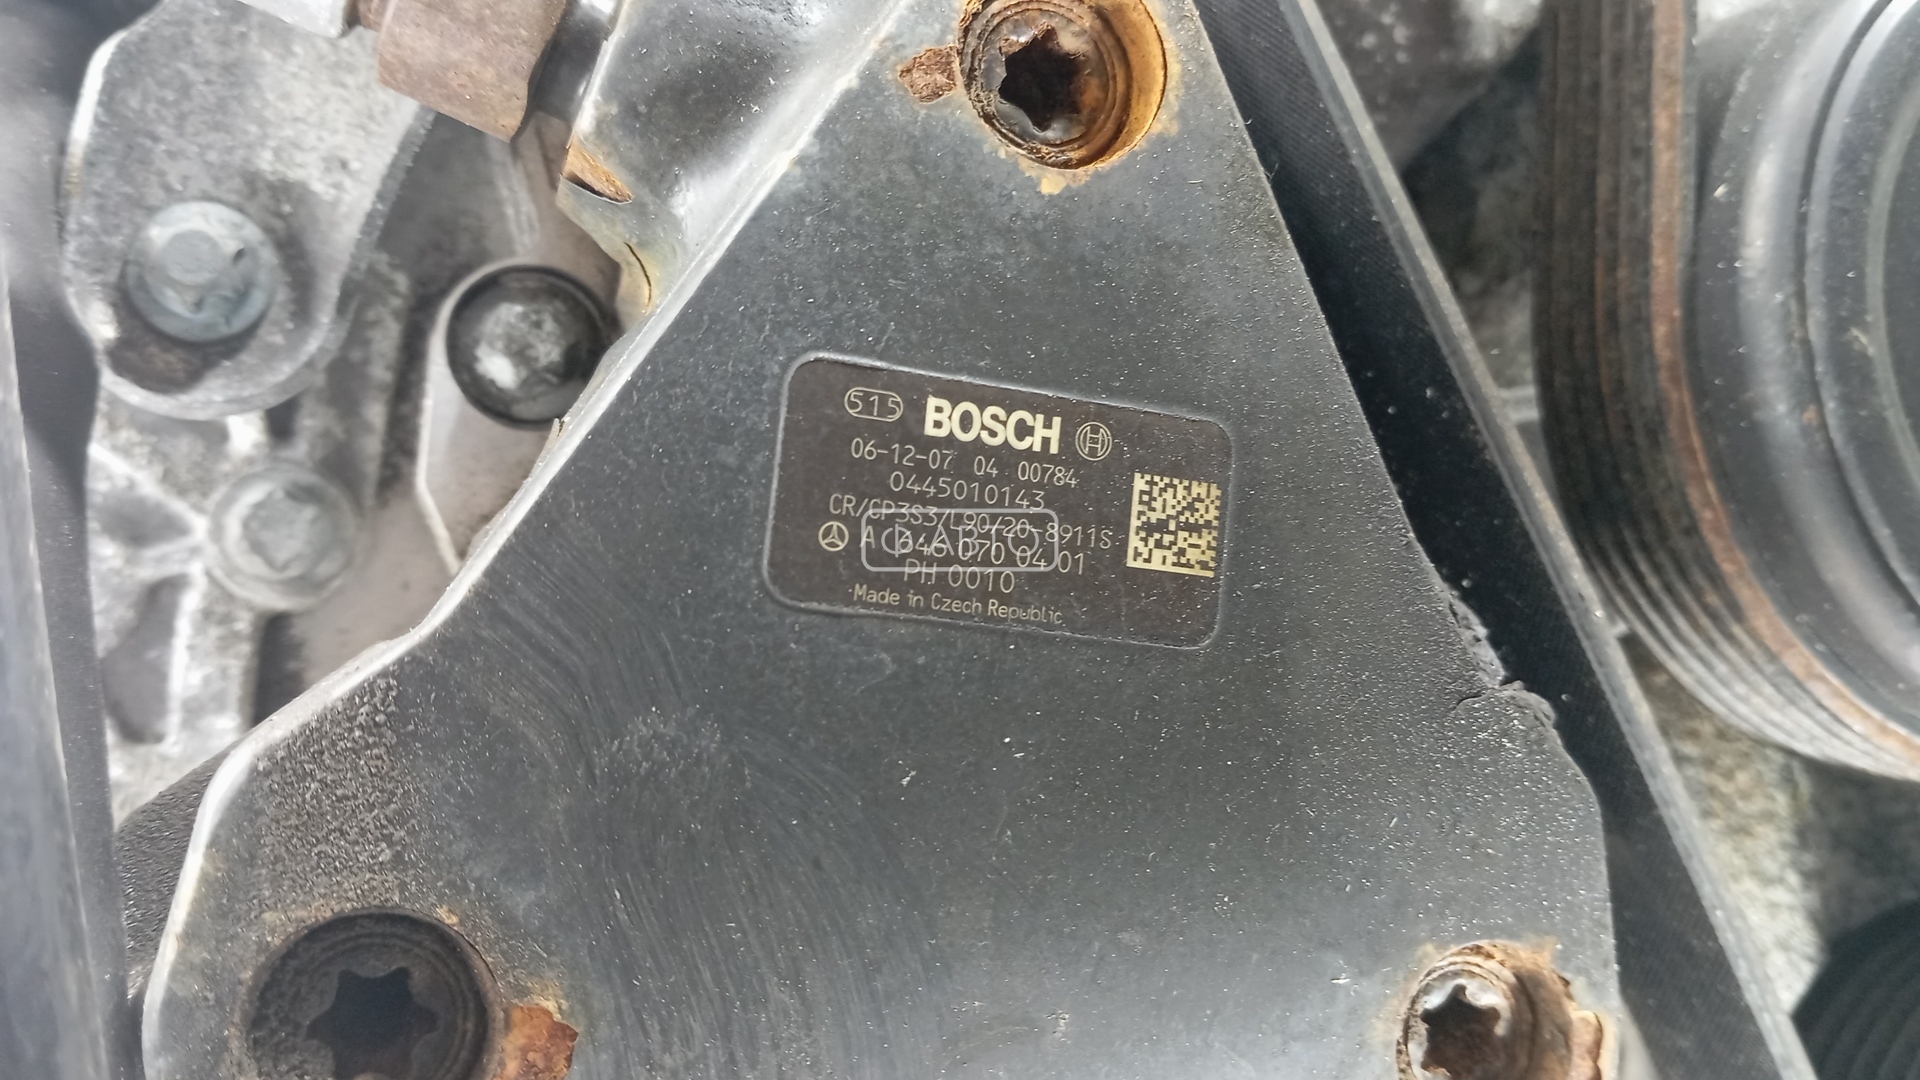 515 BOSCH
06-12-07 04 00784
0445010143
CR/CP3S3/L90/20-8911S
A 646 070 04 01
PH 0010
Made in Czech Republic